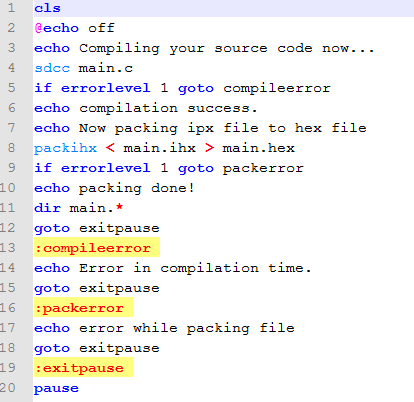 1 cls
2 @echo off
3 echo Compiling your source code now...
4 sdcc main.c
5 if errorlevel 1 goto compileerror
6 echo compilation success.
7 echo Now packing ipx file to hex file
8 packihx < main.ihx > main.hex
9 if errorlevel 1 goto packerror
10 echo packing done!
11 dir main.*
12 goto exitpause
13 :compileerror
14 echo Error in compilation time.
15 goto exitpause
16 :packerror
17 echo error while packing file
18 goto exitpause
19 :exitpause
20 pause